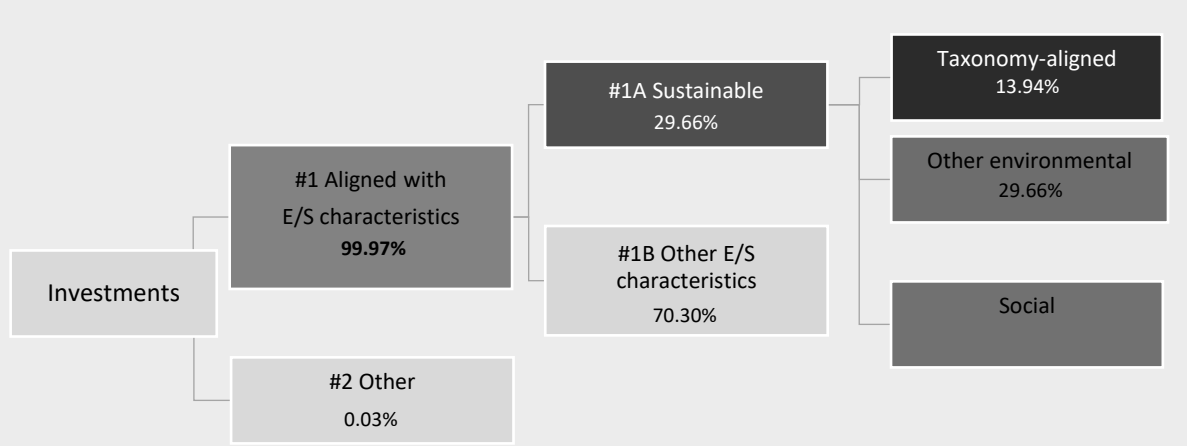 Investments
#1 Aligned with
E/S characteristics
99.97%
#2 Other
0.03%
#1A Sustainable
29.66%
#1B Other E/S
characteristics
70.30%
Taxonomy-aligned
13.94%
Other environmental
29.66%
Social